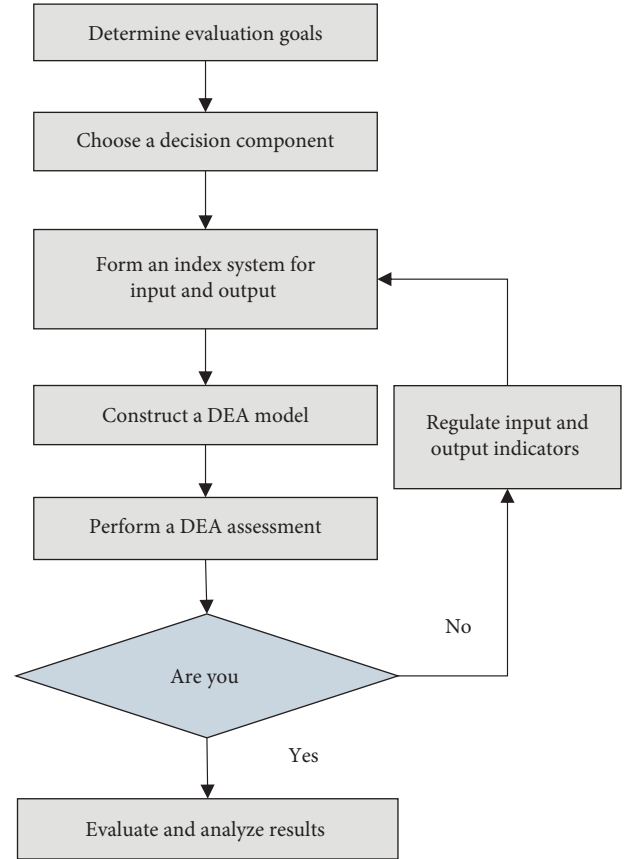 Determine evaluation goals
Choose a decision component
Form an index system for
input and output
Construct a DEA model
Regulate input and
output indicators
Perform a DEA assessment
No
Are you
Yes
Evaluate and analyze results